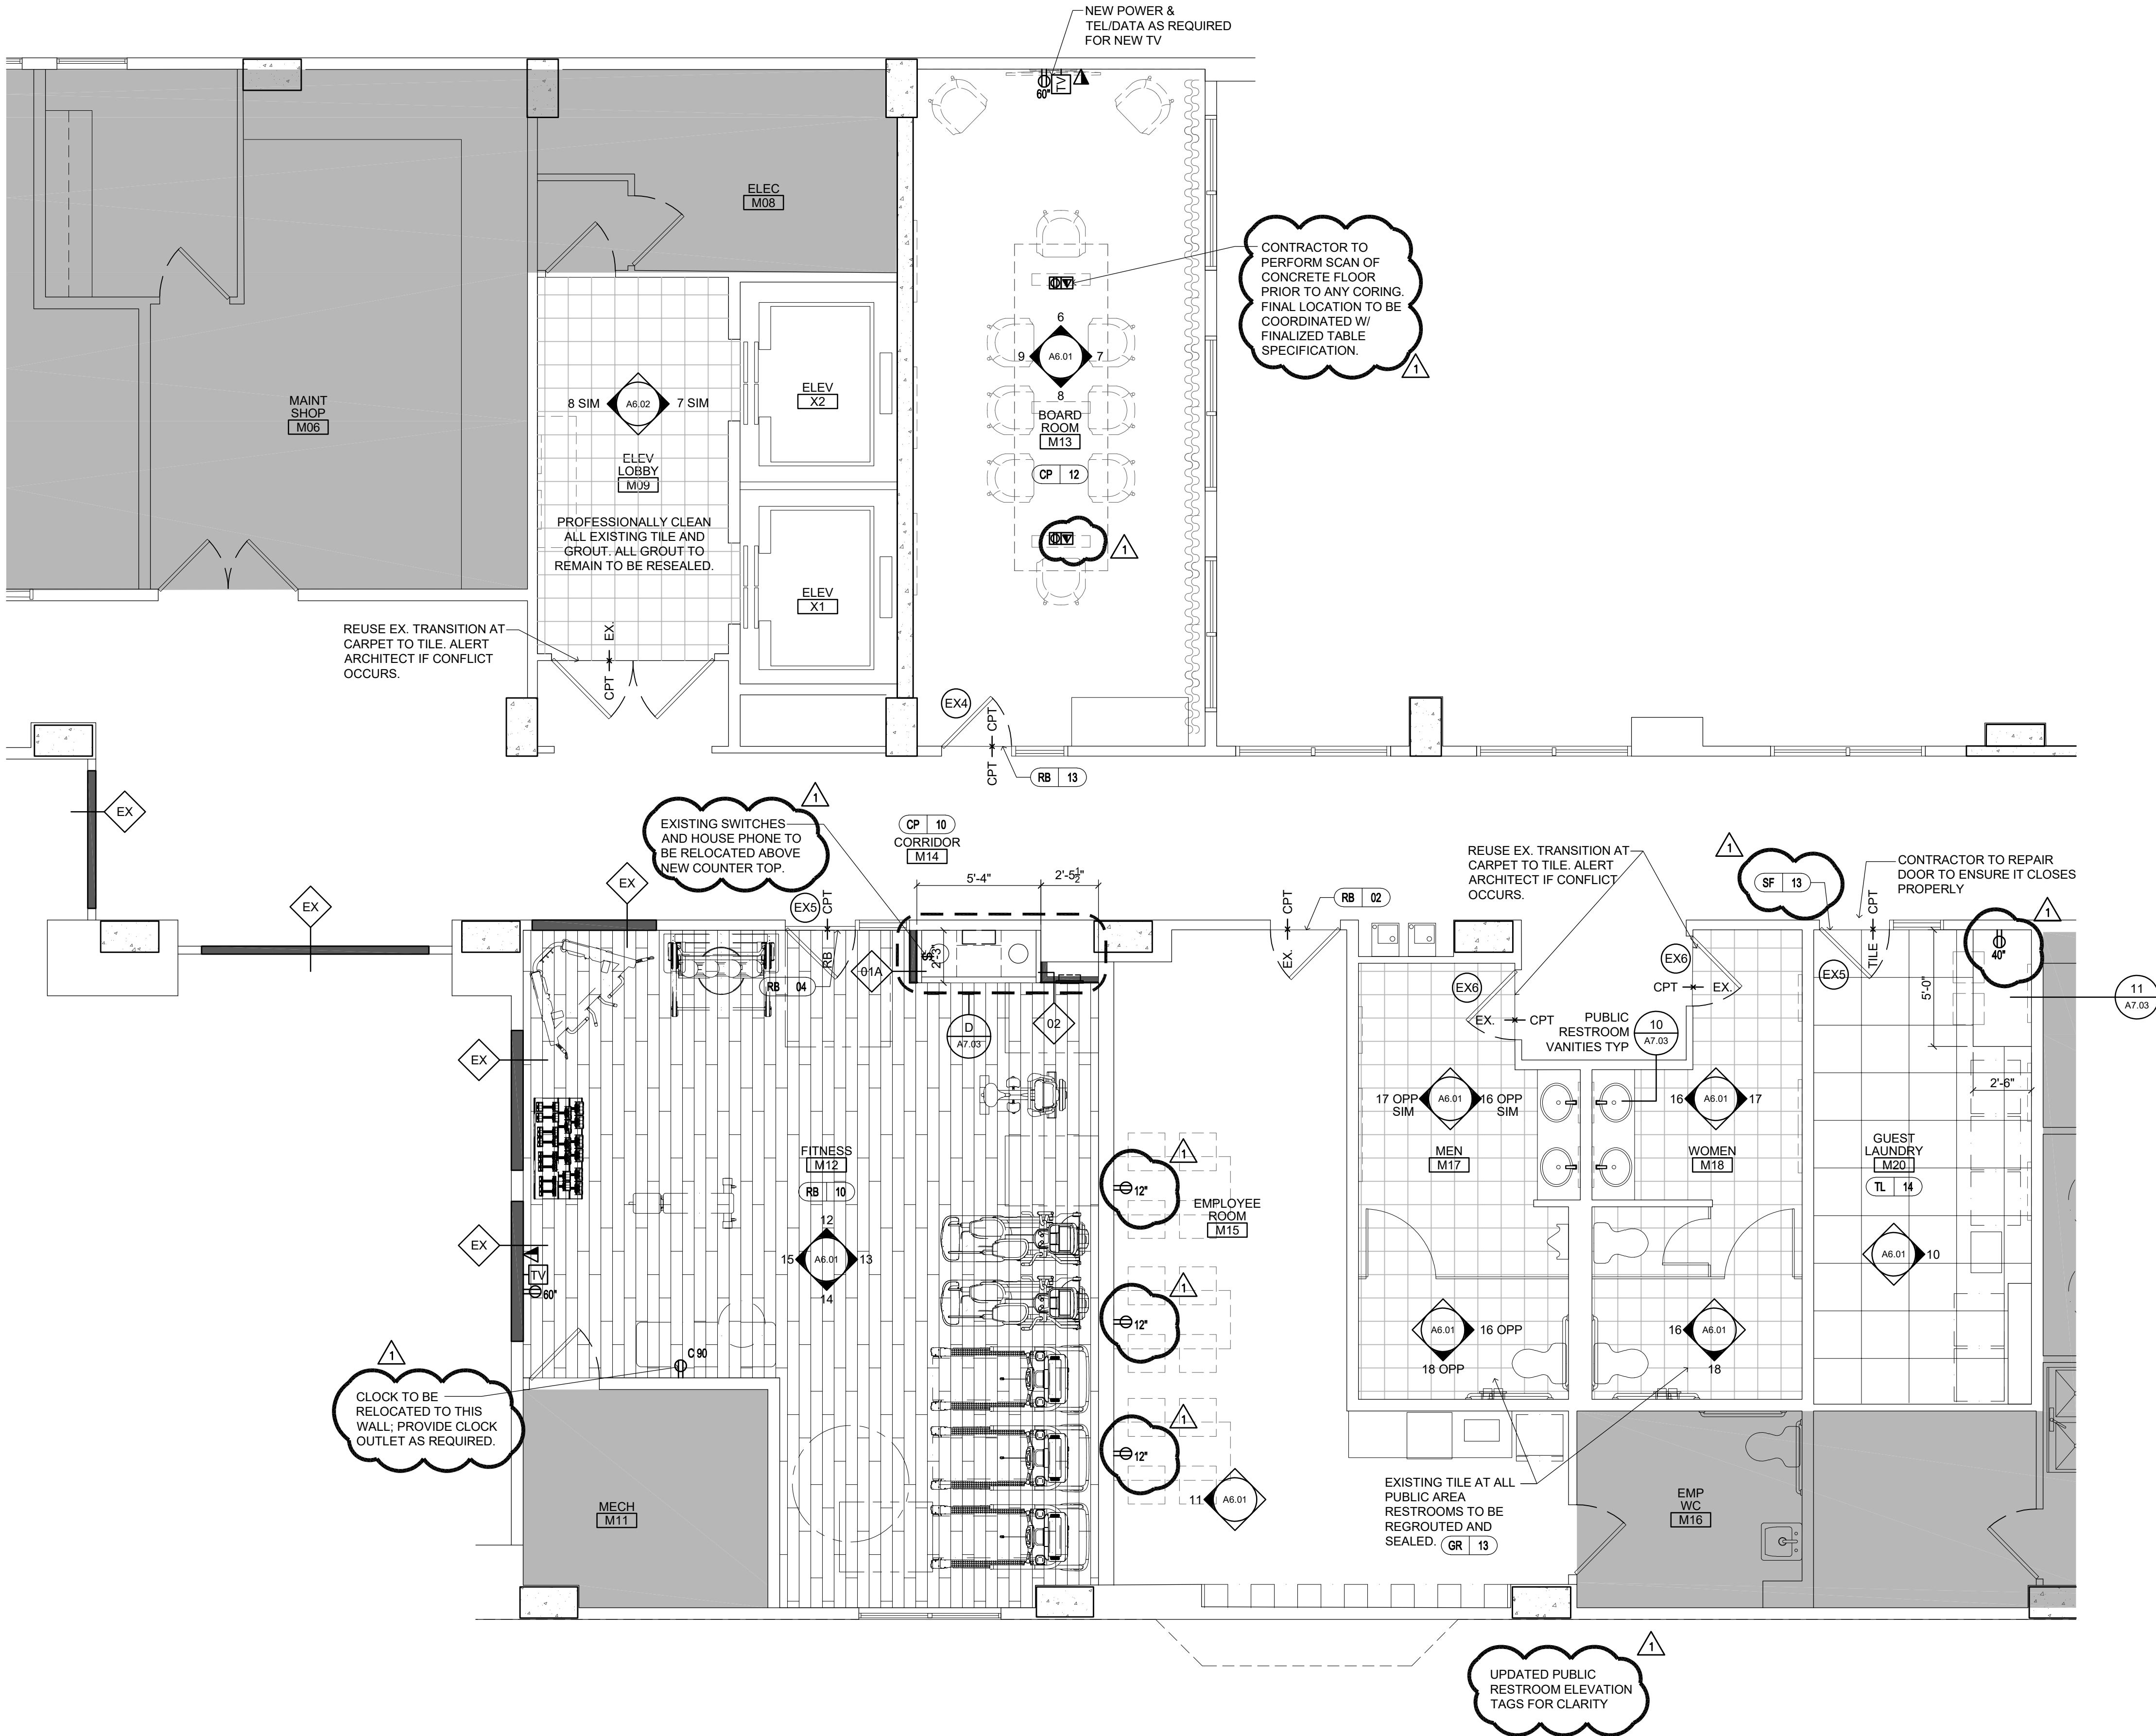 NEW POWER &
TEL/DATA AS REQUIRED
FOR NEW TV
60"
TV
ELEC
M08
CONTRACTOR TO
PERFORM SCAN OF
CONCRETE FLOOR
PRIOR TO ANY CORING.
FINAL LOCATION TO BE
COORDINATED W/
FINALIZED TABLE
SPECIFICATION.
1
6
9 A6.01 7
8
BOARD
ROOM
M13
CP 12
1
MAINT
SHOP
M06
8 SIM A6.02 7 SIM
ELEV
LOBBY
M09
PROFESSIONALLY CLEAN
ALL EXISTING TILE AND
GROUT. ALL GROUT TO
REMAIN TO BE RESEALED.
ELEV
X2
ELEV
X1
REUSE EX. TRANSITION AT
CARPET TO TILE. ALERT
ARCHITECT IF CONFLICT
OCCURS.
CPT EX.
EX4
CPT CPT
RB 13
EX
EX
EX
1
EXISTING SWITCHES
AND HOUSE PHONE TO
BE RELOCATED ABOVE
NEW COUNTER TOP.
CP 10
CORRIDOR
M14
5'-4"
2'-5½"
2'-3"
$
EX5
RB CPT
RB 04
01A
02
D
A7.03
RB 02
EX. CPT
REUSE EX. TRANSITION AT
CARPET TO TILE. ALERT
ARCHITECT IF CONFLICT
OCCURS.
1
SF 13
CONTRACTOR TO REPAIR
DOOR TO ENSURE IT CLOSES
PROPERLY
TILE CPT
1
40"
EX6
EX6
EX5
CPT EX.
EX. CPT
PUBLIC
RESTROOM
VANITIES TYP
10
A7.03
5'-0"
2'-6"
11
A7.03
EX
EX
TV
60"
FITNESS
M12
RB 10
12
15 A6.01 13
14
C 90
1
CLOCK TO BE
RELOCATED TO THIS
WALL; PROVIDE CLOCK
OUTLET AS REQUIRED.
MECH
M11
1
12"
1
12"
1
12"
EMPLOYEE
ROOM
M15
11 A6.01
17 OPP
SIM
A6.01
16 OPP
SIM
MEN
M17
16 A6.01 17
WOMEN
M18
GUEST
LAUNDRY
M20
TL 14
A6.01 10
A6.01 16 OPP
18 OPP
16 A6.01
18
EXISTING TILE AT ALL
PUBLIC AREA
RESTROOMS TO BE
REGROUTED AND
SEALED.
GR 13
EMP
WC
M16
1
UPDATED PUBLIC
RESTROOM ELEVATION
TAGS FOR CLARITY